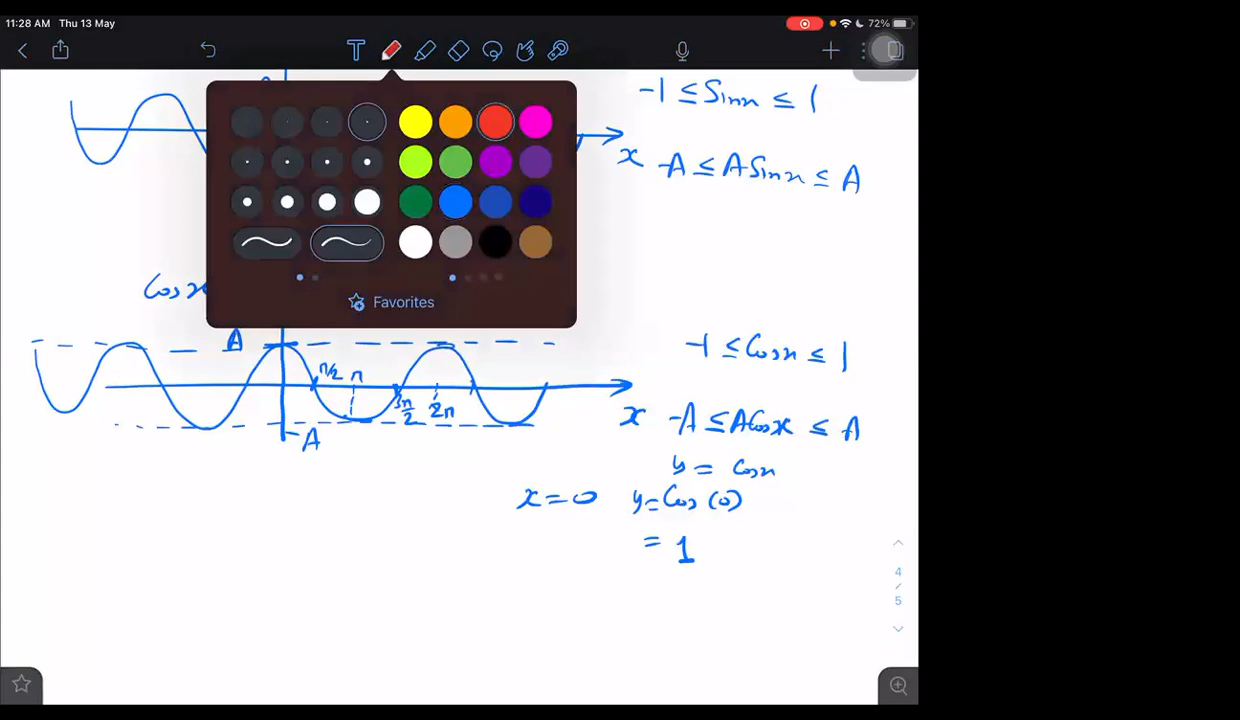 11:28 AM Thu 13 May
72%
T
-1 ≤ Sinx ≤ 1
x
-A ≤ ASinx ≤ A
Cosx
Favorites
A
π/2 π
3π/2 2π
-A
-1 ≤ Cosx ≤ 1
x
-A ≤ ACosx ≤ A
y = Cosx
x = 0 y = Cos(0)
= 1
4
/
5